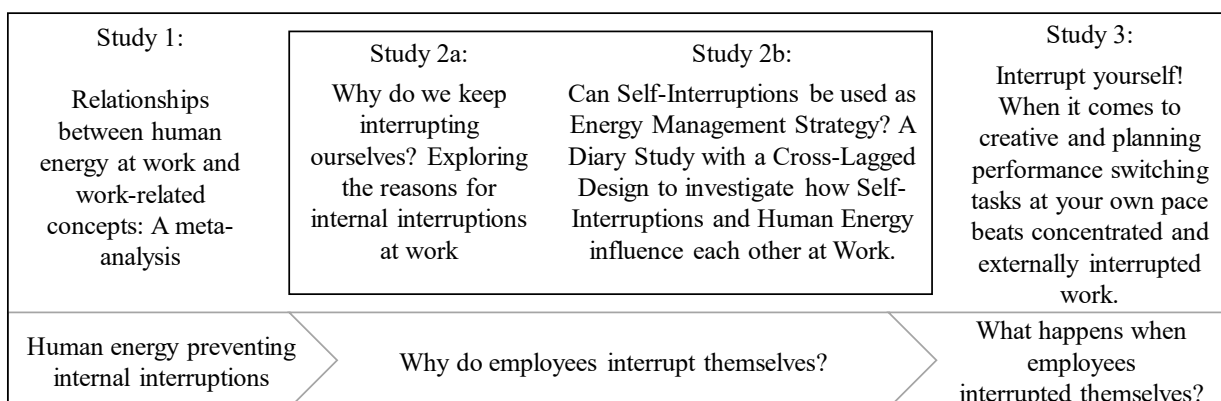 Study 1:
Relationships
between human
energy at work and
work-related
concepts: A meta-
analysis
Study 2a:
Why do we keep
interrupting
ourselves? Exploring
the reasons for
internal interruptions
at work
Study 2b:
Can Self-Interruptions be used as
Energy Management Strategy? A
Diary Study with a Cross-Lagged
Design to investigate how Self-
Interruptions and Human Energy
influence each other at Work.
Study 3:
Interrupt yourself!
When it comes to
creative and planning
performance switching
tasks at your own pace
beats concentrated and
externally interrupted
work.
Human energy preventing
internal interruptions
Why do employees interrupt themselves?
What happens when
employees
interrupted themselves?